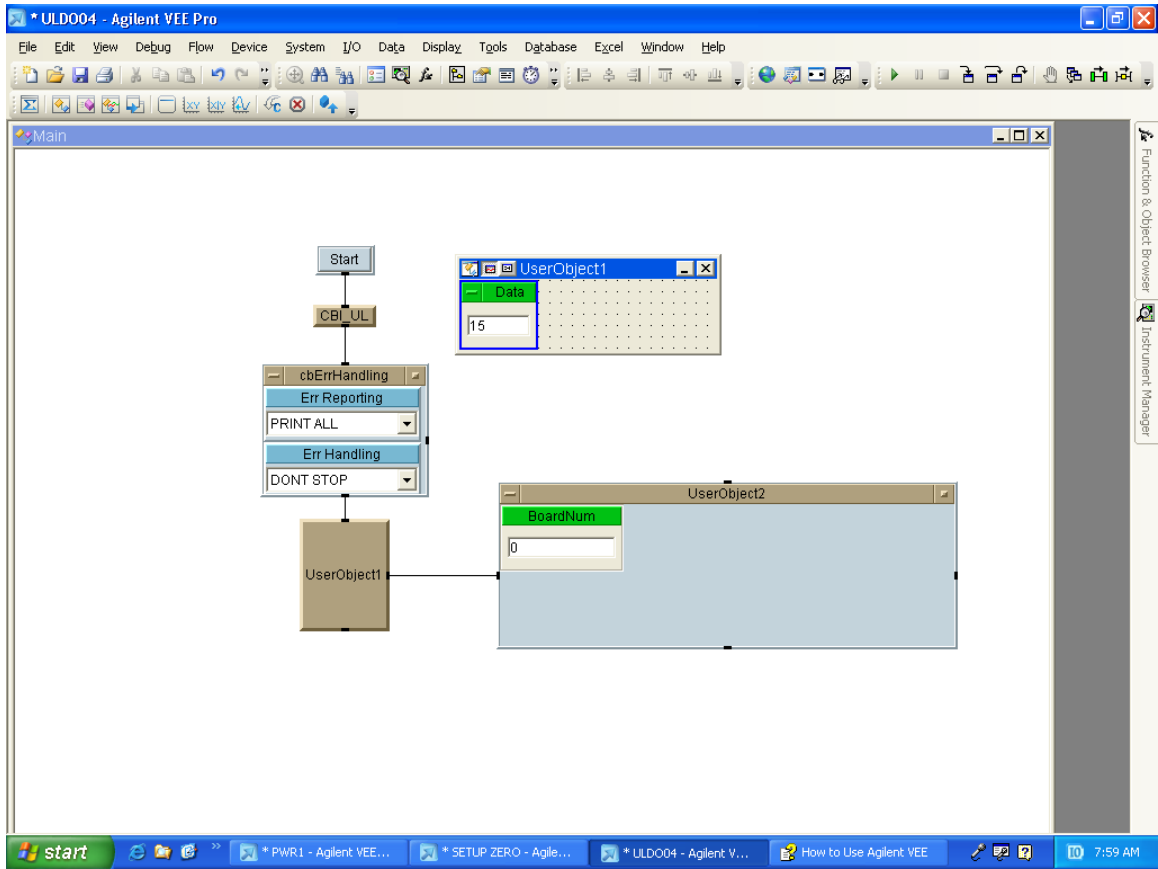 * ULDO04 - Agilent VEE Pro
File Edit View Debug Flow Device System I/O Data Display Tools Database Excel Window Help
Main
Function & Object Browser
Instrument Manager
Start
CBI_UL
cbErrHandling
Err Reporting
PRINT ALL
Err Handling
DONT STOP
UserObject1
Data
15
UserObject1
UserObject2
BoardNum
0
start
* PWR1 - Agilent VEE...
* SETUP ZERO - Agile...
* ULDO04 - Agilent V...
How to Use Agilent VEE
7:59 AM